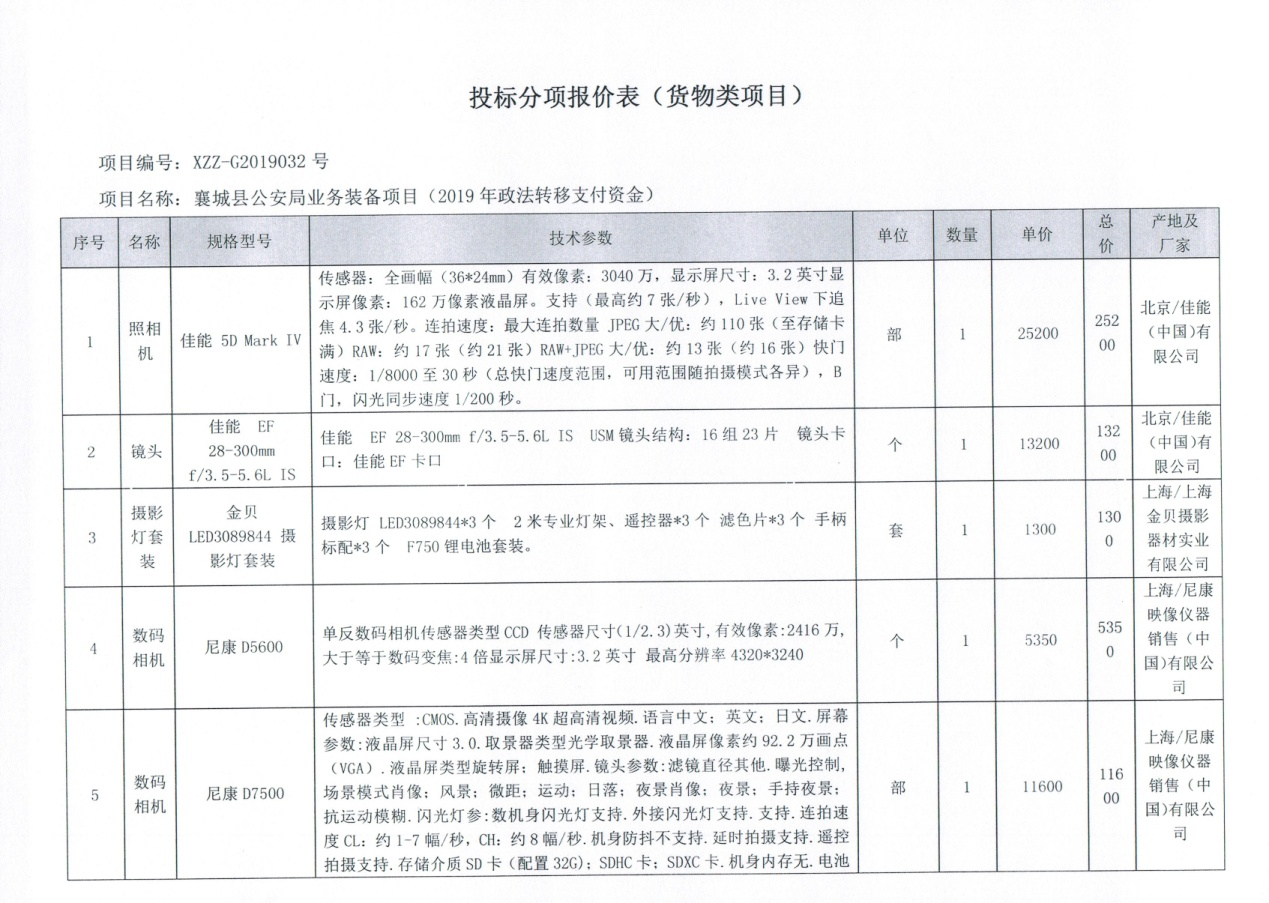 投标分项报价表（货物类项目）
项目编号：XZZ-G2019032 号
项目名称：襄城县公安局业务装备项目（2019 年政法转移支付资金）
序号 名称 规格型号 技术参数 单位 数量 单价 总
价 产地及
厂家
1
照相
机
佳能 5D Mark IV
传感器：全画幅（36*24mm）有效像素：3040 万，显示屏尺寸：3.2 英寸显
示屏像素：162 万像素液晶屏。支持（最高约 7 张/秒），Live View 下追
焦 4.3 张/秒。连拍速度：最大连拍数量 JPEG 大/优：约 110 张（至存储卡
满）RAW：约 17 张（约 21 张）RAW+JPEG 大/优：约 13 张（约 16 张）快门
速度：1/8000 至 30 秒（总快门速度范围，可用范围随拍摄模式各异），B
门，闪光同步速度 1/200 秒。
部
1
25200
252
00
北京/佳能
（中国）有
限公司
2
镜头
佳能 EF
28-300mm
f/3.5-5.6L IS
佳能 EF 28-300mm f/3.5-5.6L IS USM 镜头结构：16 组 23 片 镜头卡
口：佳能 EF 卡口
个
1
13200
132
00
北京/佳能
（中国）有
限公司
3
摄影
灯套
装
金贝
LED3089844 摄
影灯套装
摄影灯 LED3089844*3 个 2 米专业灯架、遥控器*3 个 滤色片*3 个 手柄
标配*3 个 F750 锂电池套装。
套
1
1300
130
0
上海/上海
金贝摄影
器材实业
有限公司
4
数码
相机
尼康 D5600
单反数码相机传感器类型 CCD 传感器尺寸(1/2.3)英寸,有效像素:2416 万,
大于等于数码变焦:4 倍显示屏尺寸:3.2 英寸 最高分辨率 4320*3240
个
1
5350
535
0
上海/尼康
映像仪器
销售（中
国)有限公
司
5
数码
相机
尼康 D7500
传感器类型 :CMOS.高清摄像 4K 超高清视频.语言中文；英文；日文.屏幕
参数:液晶屏尺寸 3.0.取景器类型光学取景器.液晶屏像素约 92.2 万画点
（VGA）.液晶屏类型旋转屏；触摸屏.镜头参数:滤镜直径其他.曝光控制,
场景模式肖像；风景；微距；运动；日落；夜景肖像；夜景；手持夜景；
抗运动模糊.闪光灯参:数机身闪光灯支持.外接闪光灯支持.支持.连拍速
度 CL：约 1-7 幅/秒，CH：约 8 幅/秒.机身防抖不支持.延时拍摄支持.遥控
拍摄支持.存储介质 SD 卡（配置 32G)；SDHC 卡；SDXC 卡.机身内存无.电池
部
1
11600
116
00
上海/尼康
映像仪器
销售（中
国)有限公
司